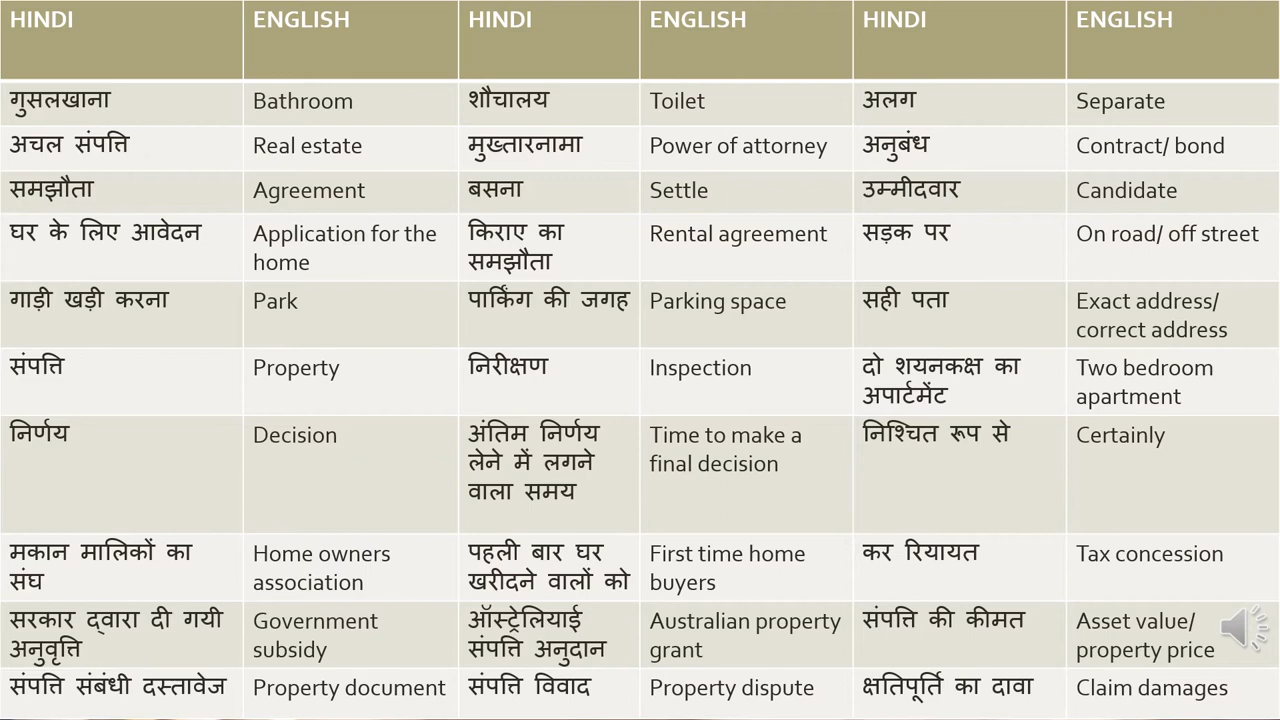 HINDI ENGLISH HINDI ENGLISH HINDI ENGLISH
गुसलखाना Bathroom शौचालय Toilet अलग Separate
अचल संपत्ति Real estate मुख्तारनामा Power of attorney अनुबंध Contract/ bond
समझौता Agreement बसना Settle उम्मीदवार Candidate
घर के लिए आवेदन Application for the किराए का Rental agreement सड़क पर On road/ off street
home समझौता
गाड़ी खड़ी करना Park पार्किंग की जगह Parking space सही पता Exact address/
correct address
संपत्ति Property निरीक्षण Inspection दो शयनकक्ष का Two bedroom
अपार्टमेंट apartment
निर्णय Decision अंतिम निर्णय Time to make a निश्चित रूप से Certainly
लेने में लगने final decision
वाला समय
मकान मालिकों का Home owners पहली बार घर First time home कर रियायत Tax concession
संघ association खरीदने वालों को buyers
सरकार द्वारा दी गयी Government ऑस्ट्रेलियाई Australian property संपत्ति की कीमत Asset value/
अनुवृत्ति subsidy संपत्ति अनुदान grant property price
संपत्ति संबंधी दस्तावेज Property document संपत्ति विवाद Property dispute क्षतिपूर्ति का दावा Claim damages